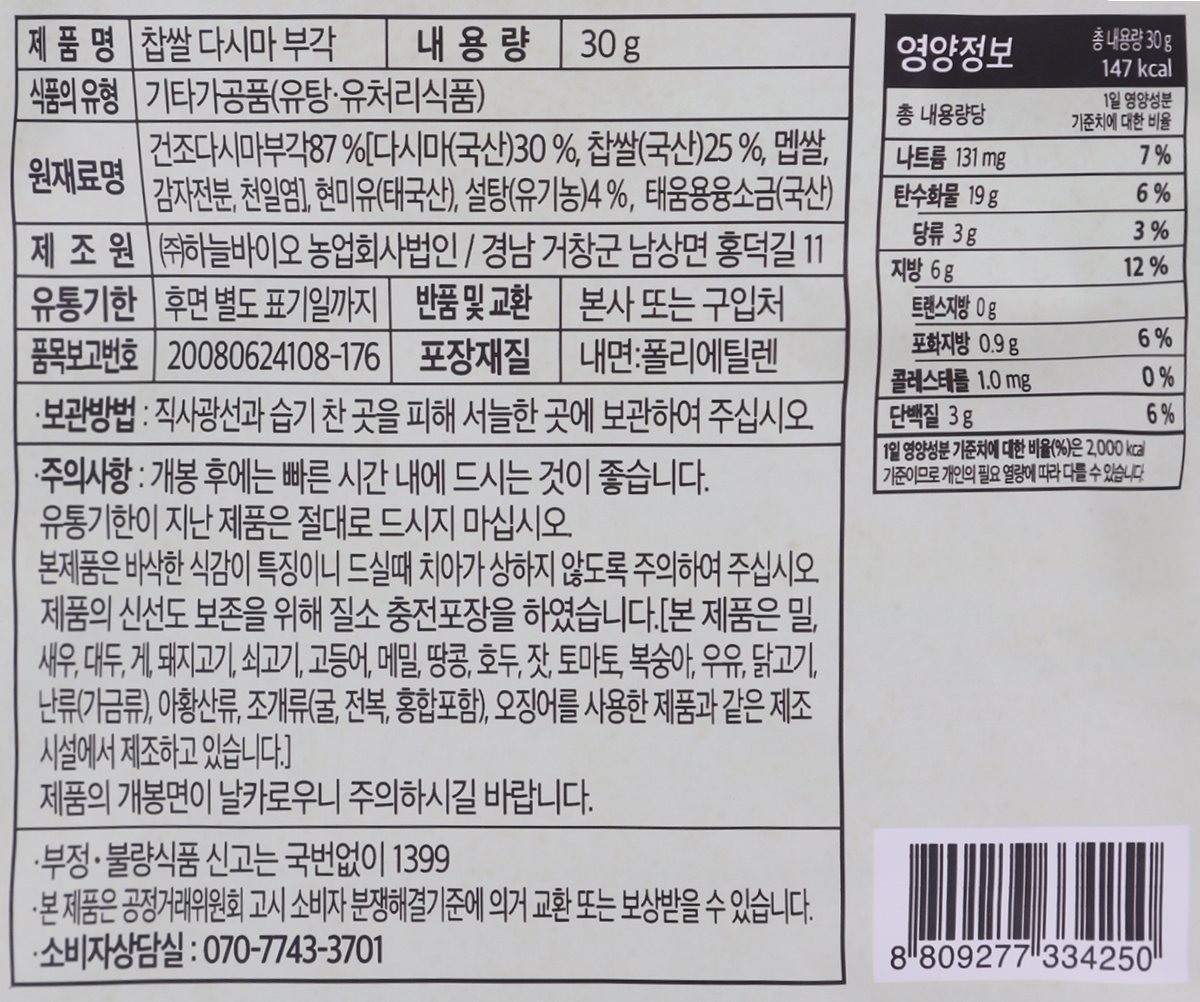 제 품 명 찹쌀 다시마 부각 내 용 량 30 g
식품의 유형 기타가공품(유탕·유처리식품)
원재료명 건조다시마부각87 %[다시마(국산)30 %, 찹쌀(국산)25 %, 멥쌀,
감자전분, 천일염], 현미유(태국산), 설탕(유기농)4 %, 태움용융소금(국산)
제 조 원 ㈜하늘바이오 농업회사법인 / 경남 거창군 남상면 홍덕길 11
유통기한 후면 별도 표기일까지 반품 및 교환 본사 또는 구입처
품목보고번호 20080624108-176 포장재질 내면:폴리에틸렌
·보관방법 : 직사광선과 습기 찬 곳을 피해 서늘한 곳에 보관하여 주십시오.
·주의사항 : 개봉 후에는 빠른 시간 내에 드시는 것이 좋습니다.
유통기한이 지난 제품은 절대로 드시지 마십시오.
본제품은 바삭한 식감이 특징이니 드실때 치아가 상하지 않도록 주의하여 주십시오.
제품의 신선도 보존을 위해 질소 충전포장을 하였습니다.[본 제품은 밀,
새우, 대두, 게, 돼지고기, 쇠고기, 고등어, 메밀, 땅콩, 호두, 잣, 토마토, 복숭아, 우유, 닭고기,
난류(가금류), 아황산류, 조개류(굴, 전복, 홍합포함), 오징어를 사용한 제품과 같은 제조
시설에서 제조하고 있습니다.]
제품의 개봉면이 날카로우니 주의하시길 바랍니다.
·부정·불량식품 신고는 국번없이 1399
·본 제품은 공정거래위원회 고시 소비자 분쟁해결기준에 의거 교환 또는 보상받을 수 있습니다.
·소비자상담실 : 070-7743-3701
영양정보 총 내용량 30 g
147 kcal
총 내용량당 1일 영양성분
기준치에 대한 비율
나트륨 131 mg 7 %
탄수화물 19 g 6 %
당류 3 g 3 %
지방 6 g 12 %
트랜스지방 0 g
포화지방 0.9 g 6 %
콜레스테롤 1.0 mg 0 %
단백질 3 g 6 %
1일 영양성분 기준치에 대한 비율(%)은 2,000 kcal
기준이므로 개인의 필요 열량에 따라 다를 수 있습니다.
8 809277 334250